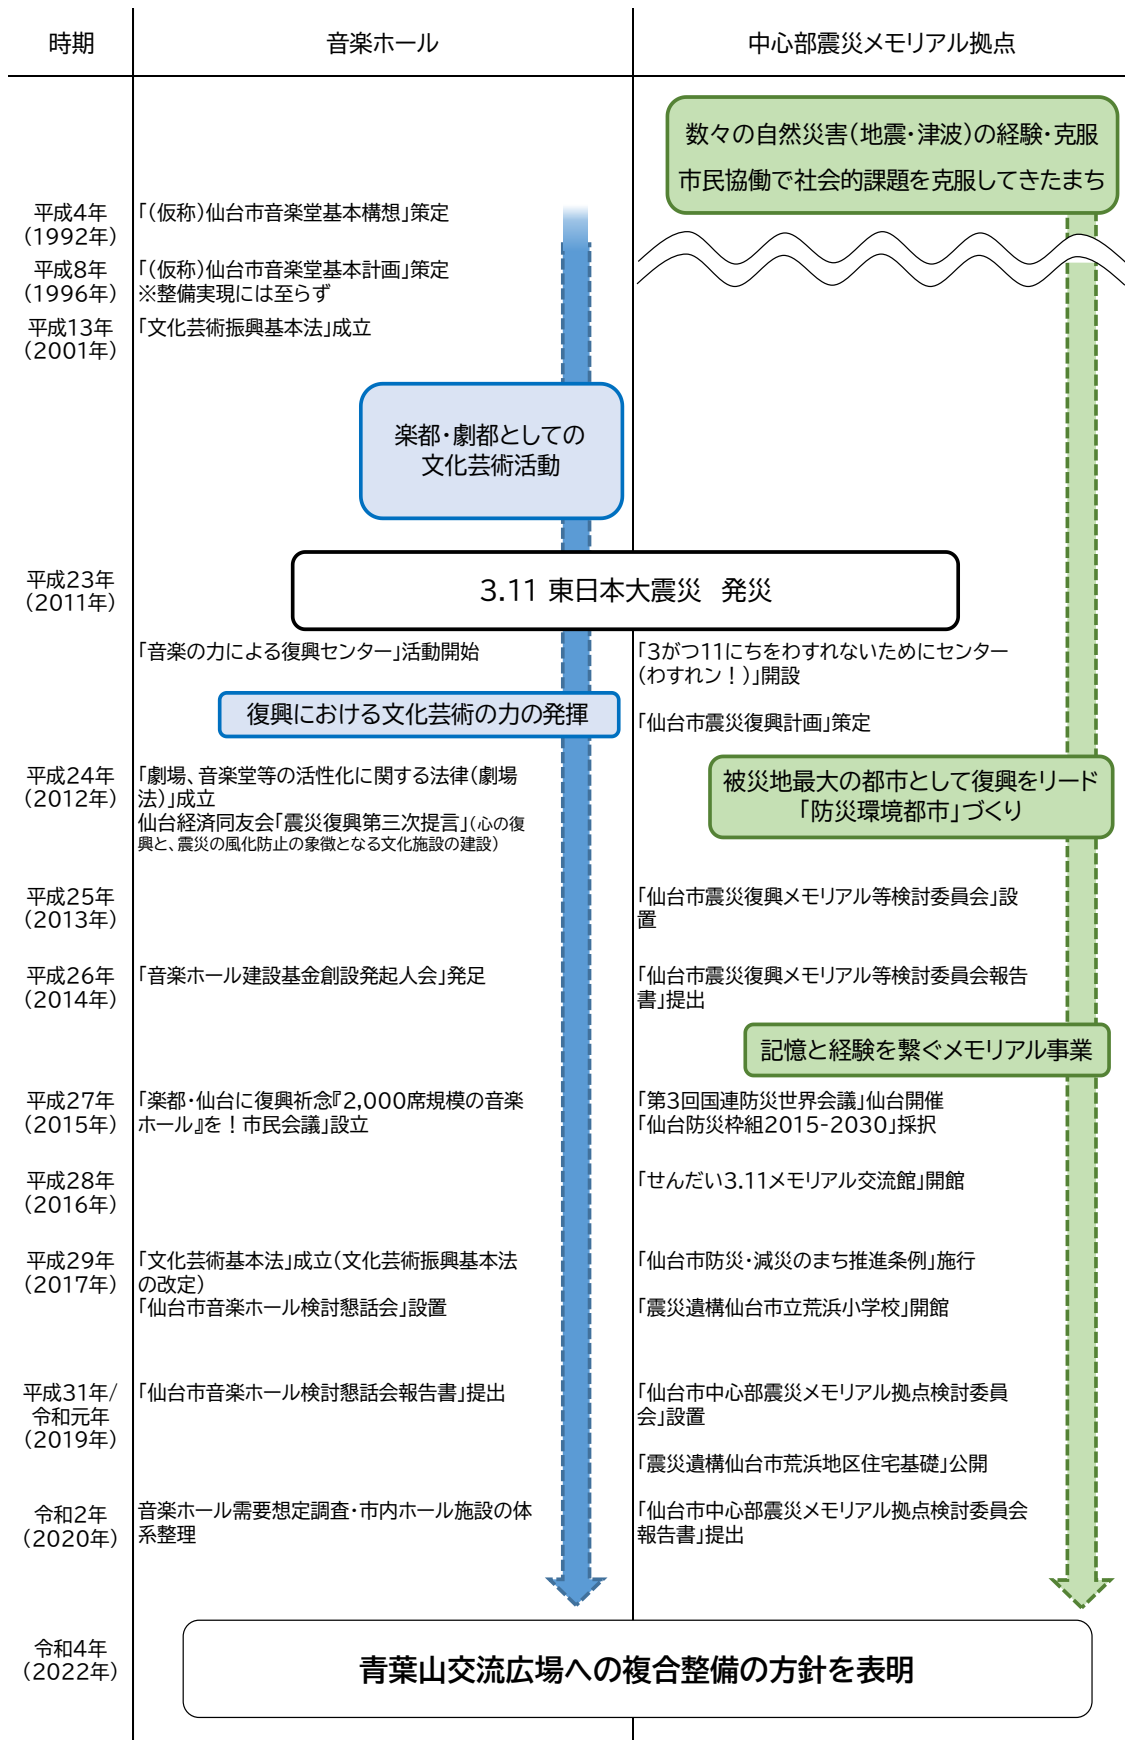 時期
音楽ホール
中心部震災メモリアル拠点
数々の自然災害（地震・津波）の経験・克服
市民協働で社会的課題を克服してきたまち
平成4年
（1992年）
「（仮称）仙台市音楽堂基本構想」策定
平成8年
（1996年）
「（仮称）仙台市音楽堂基本計画」策定
※整備実現には至らず
平成13年
（2001年）
「文化芸術振興基本法」成立
楽都・劇都としての
文化芸術活動
平成23年
（2011年）
3.11 東日本大震災　発災
「音楽の力による復興センター」活動開始
「3がつ11にちをわすれないためにセンター
（わすれン！）」開設
復興における文化芸術の力の発揮
「仙台市震災復興計画」策定
平成24年
（2012年）
「劇場、音楽堂等の活性化に関する法律（劇場
法）」成立
仙台経済同友会「震災復興第三次提言」（心の復
興と、震災の風化防止の象徴となる文化施設の建設）
被災地最大の都市として復興をリード
「防災環境都市」づくり
平成25年
（2013年）
「仙台市震災復興メモリアル等検討委員会」設
置
平成26年
（2014年）
「音楽ホール建設基金創設発起人会」発足
「仙台市震災復興メモリアル等検討委員会報告
書」提出
記憶と経験を繋ぐメモリアル事業
平成27年
（2015年）
「楽都・仙台に復興祈念『2,000席規模の音楽
ホール』を！市民会議」設立
「第3回国連防災世界会議」仙台開催
「仙台防災枠組2015-2030」採択
平成28年
（2016年）
「せんだい3.11メモリアル交流館」開館
平成29年
（2017年）
「文化芸術基本法」成立（文化芸術振興基本法
の改定）
「仙台市音楽ホール検討懇話会」設置
「仙台市防災・減災のまち推進条例」施行
「震災遺構仙台市立荒浜小学校」開館
平成31年/
令和元年
（2019年）
「仙台市音楽ホール検討懇話会報告書」提出
「仙台市中心部震災メモリアル拠点検討委員
会」設置
「震災遺構仙台市荒浜地区住宅基礎」公開
令和2年
（2020年）
音楽ホール需要想定調査・市内ホール施設の体
系整理
「仙台市中心部震災メモリアル拠点検討委員会
報告書」提出
令和4年
（2022年）
青葉山交流広場への複合整備の方針を表明